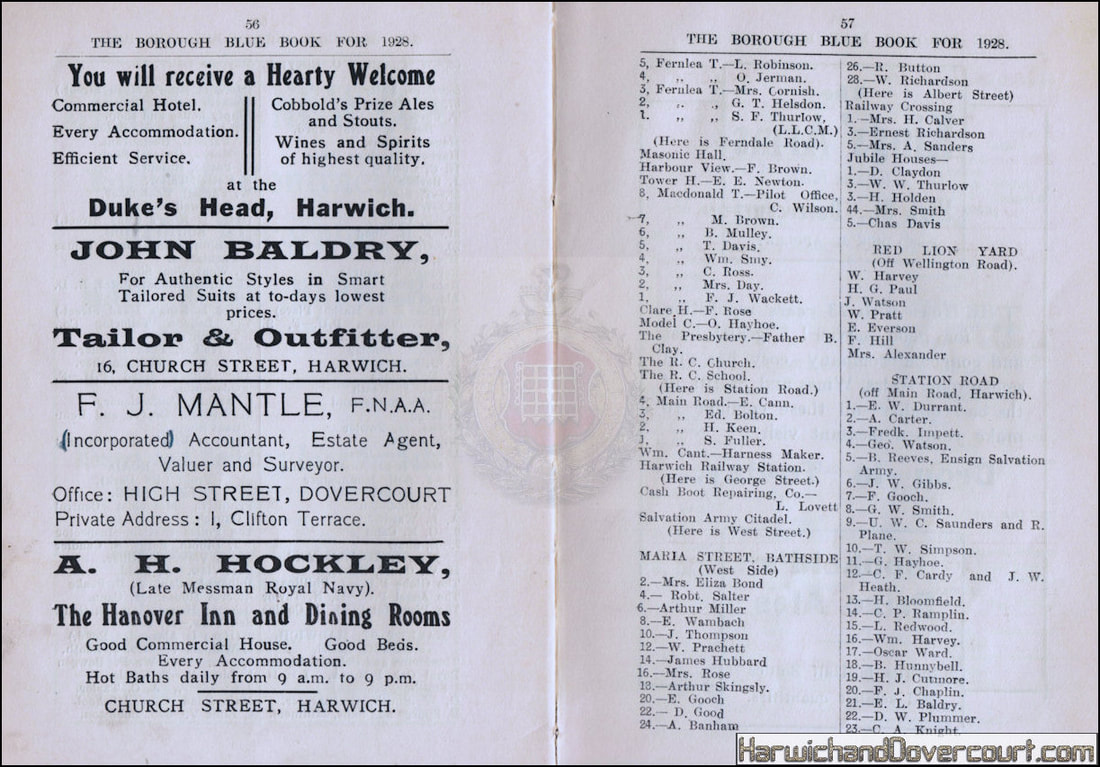 56
THE BOROUGH BLUE BOOK FOR 1928.
You will receive a Hearty Welcome
Commercial Hotel.
Every Accommodation.
Efficient Service.
Cobbold's Prize Ales
and Stouts.
Wines and Spirits
of highest quality.
at the
Duke's Head, Harwich.
JOHN BALDRY,
For Authentic Styles in Smart
Tailored Suits at to-days lowest
prices.
Tailor & Outfitter,
16, CHURCH STREET, HARWICH.
F. J. MANTLE, F.N.A.A.
(Incorporated) Accountant, Estate Agent,
Valuer and Surveyor.
Office: HIGH STREET, DOVERCOURT
Private Address: 1, Clifton Terrace.
A. H. HOCKLEY,
(Late Messman Royal Navy).
The Hanover Inn and Dining Rooms
Good Commercial House. Good Beds.
Every Accommodation.
Hot Baths daily from 9 a.m. to 9 p.m.
CHURCH STREET, HARWICH.
57
THE BOROUGH BLUE BOOK FOR 1928.
5, Fernlea T.—L. Robinson.
4, ,, ,, O. Jerman.
3, Fernlea T.—Mrs. Cornish.
2, ,, ,, G. T. Helsdon.
1. ,, ,, S. F. Thurlow,
(L.L.C.M.)
(Here is Ferndale Road).
Masonic Hall.
Harbour View.—F. Brown.
Tower H.—E. E. Newton.
8, Macdonald T.—Pilot Office,
C. Wilson.
7, ,, M. Brown.
6, ,, B. Mulley.
5, ,, T. Davis.
4, ,, Wm. Smy.
3, ,, C. Ross.
2, ,, Mrs. Day.
1, ,, F. J. Wackett.
Clare H.—F. Rose
Model C.—O. Hayhoe.
The Presbytery.—Father B.
Clay.
The R. C. Church.
The R. C. School.
(Here is Station Road.)
4, Main Road.—E. Cann.
3, ,, Ed. Bolton.
2, ,, H. Keen.
1, ,, S. Fuller.
Wm. Cant.—Harness Maker.
Harwich Railway Station.
(Here is George Street.)
Cash Boot Repairing, Co.—
L. Lovett
Salvation Army Citadel.
(Here is West Street.)
MARIA STREET, BATHSIDE
(West Side)
2.—Mrs. Eliza Bond
4.— Robt. Salter
6.—Arthur Miller
8.—E. Wambach
10.—J. Thompson
12.—W. Prachett
14.—James Hubbard
16.—Mrs. Rose
18.—Arthur Skingsly.
20.—E. Gooch
22.— D. Good
24.—A. Banham
26.—R. Button
28.—W. Richardson
(Here is Albert Street)
Railway Crossing
1.—Mrs. H. Calver
3.—Ernest Richardson
5.—Mrs. A. Sanders
Jubile Houses—
1.—D. Claydon
3.—W. W. Thurlow
3.—H. Holden
44.—Mrs. Smith
5.—Chas Davis
RED LION YARD
(Off Wellington Road).
W. Harvey
H. G. Paul
J. Watson
W. Pratt
E. Everson
F. Hill
Mrs. Alexander
STATION ROAD
(off Main Road, Harwich).
1.—E. W. Durrant.
2.—A. Carter.
3.—Fredk. Impett.
4.—Geo. Watson.
5.—B. Reeves, Ensign Salvation
Army.
6.—J. W. Gibbs.
7.—F. Gooch.
8.—G. W. Smith.
9.—U. W. C. Saunders and R.
Plane.
10.—T. W. Simpson.
11.—G. Hayhoe.
12.—C. F. Cardy and J. W.
Heath.
13.—H. Bloomfield.
14.—C. P. Ramplin.
15.—L. Redwood.
16.—Wm. Harvey.
17.—Oscar Ward.
18.—B. Hunnybell.
19.—H. J. Cutmore.
20.—F. J. Chaplin.
21.—E. L. Baldry.
22.—D. W. Plummer.
23.—C. A. Knight.
HarwichandDovercourt.com